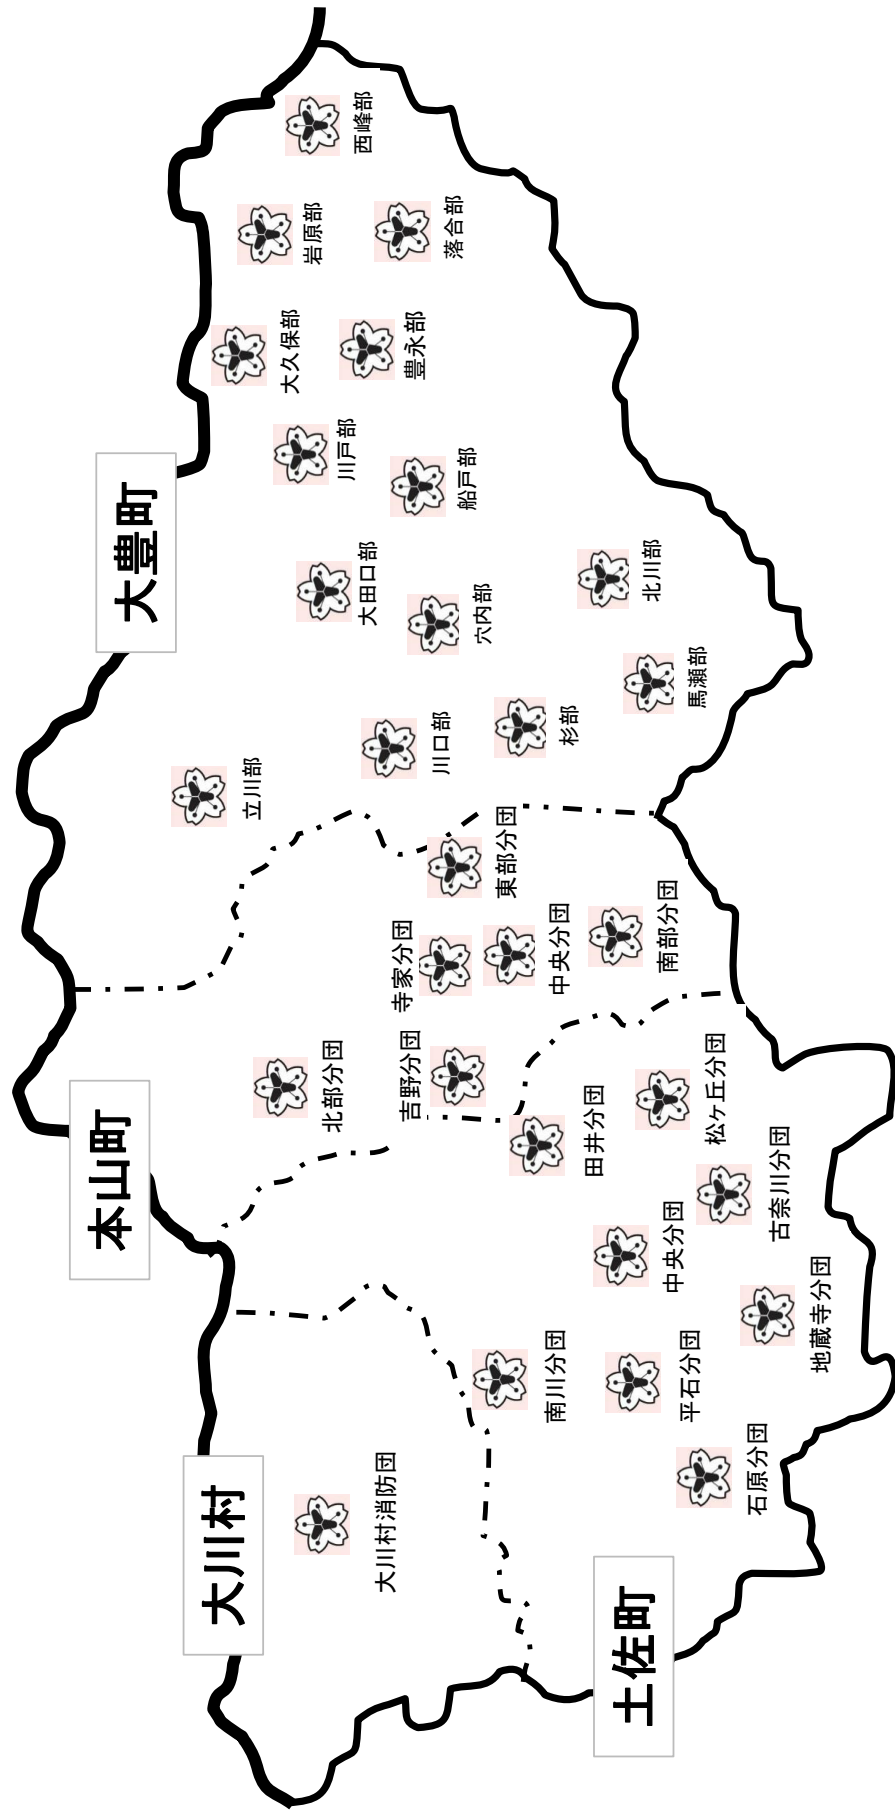 大川村
本山町
大豊町
土佐町
大川村消防団
北部分団
吉野分団
寺家分団
中央分団
東部分団
南部分団
立川部
川口部
杉部
馬瀬部
北川部
穴内部
大田口部
船戸部
川戸部
大久保部
豊永部
岩原部
落合部
西峰部
南川分団
平石分団
石原分団
地蔵寺分団
中央分団
古奈川分団
田井分団
松ヶ丘分団